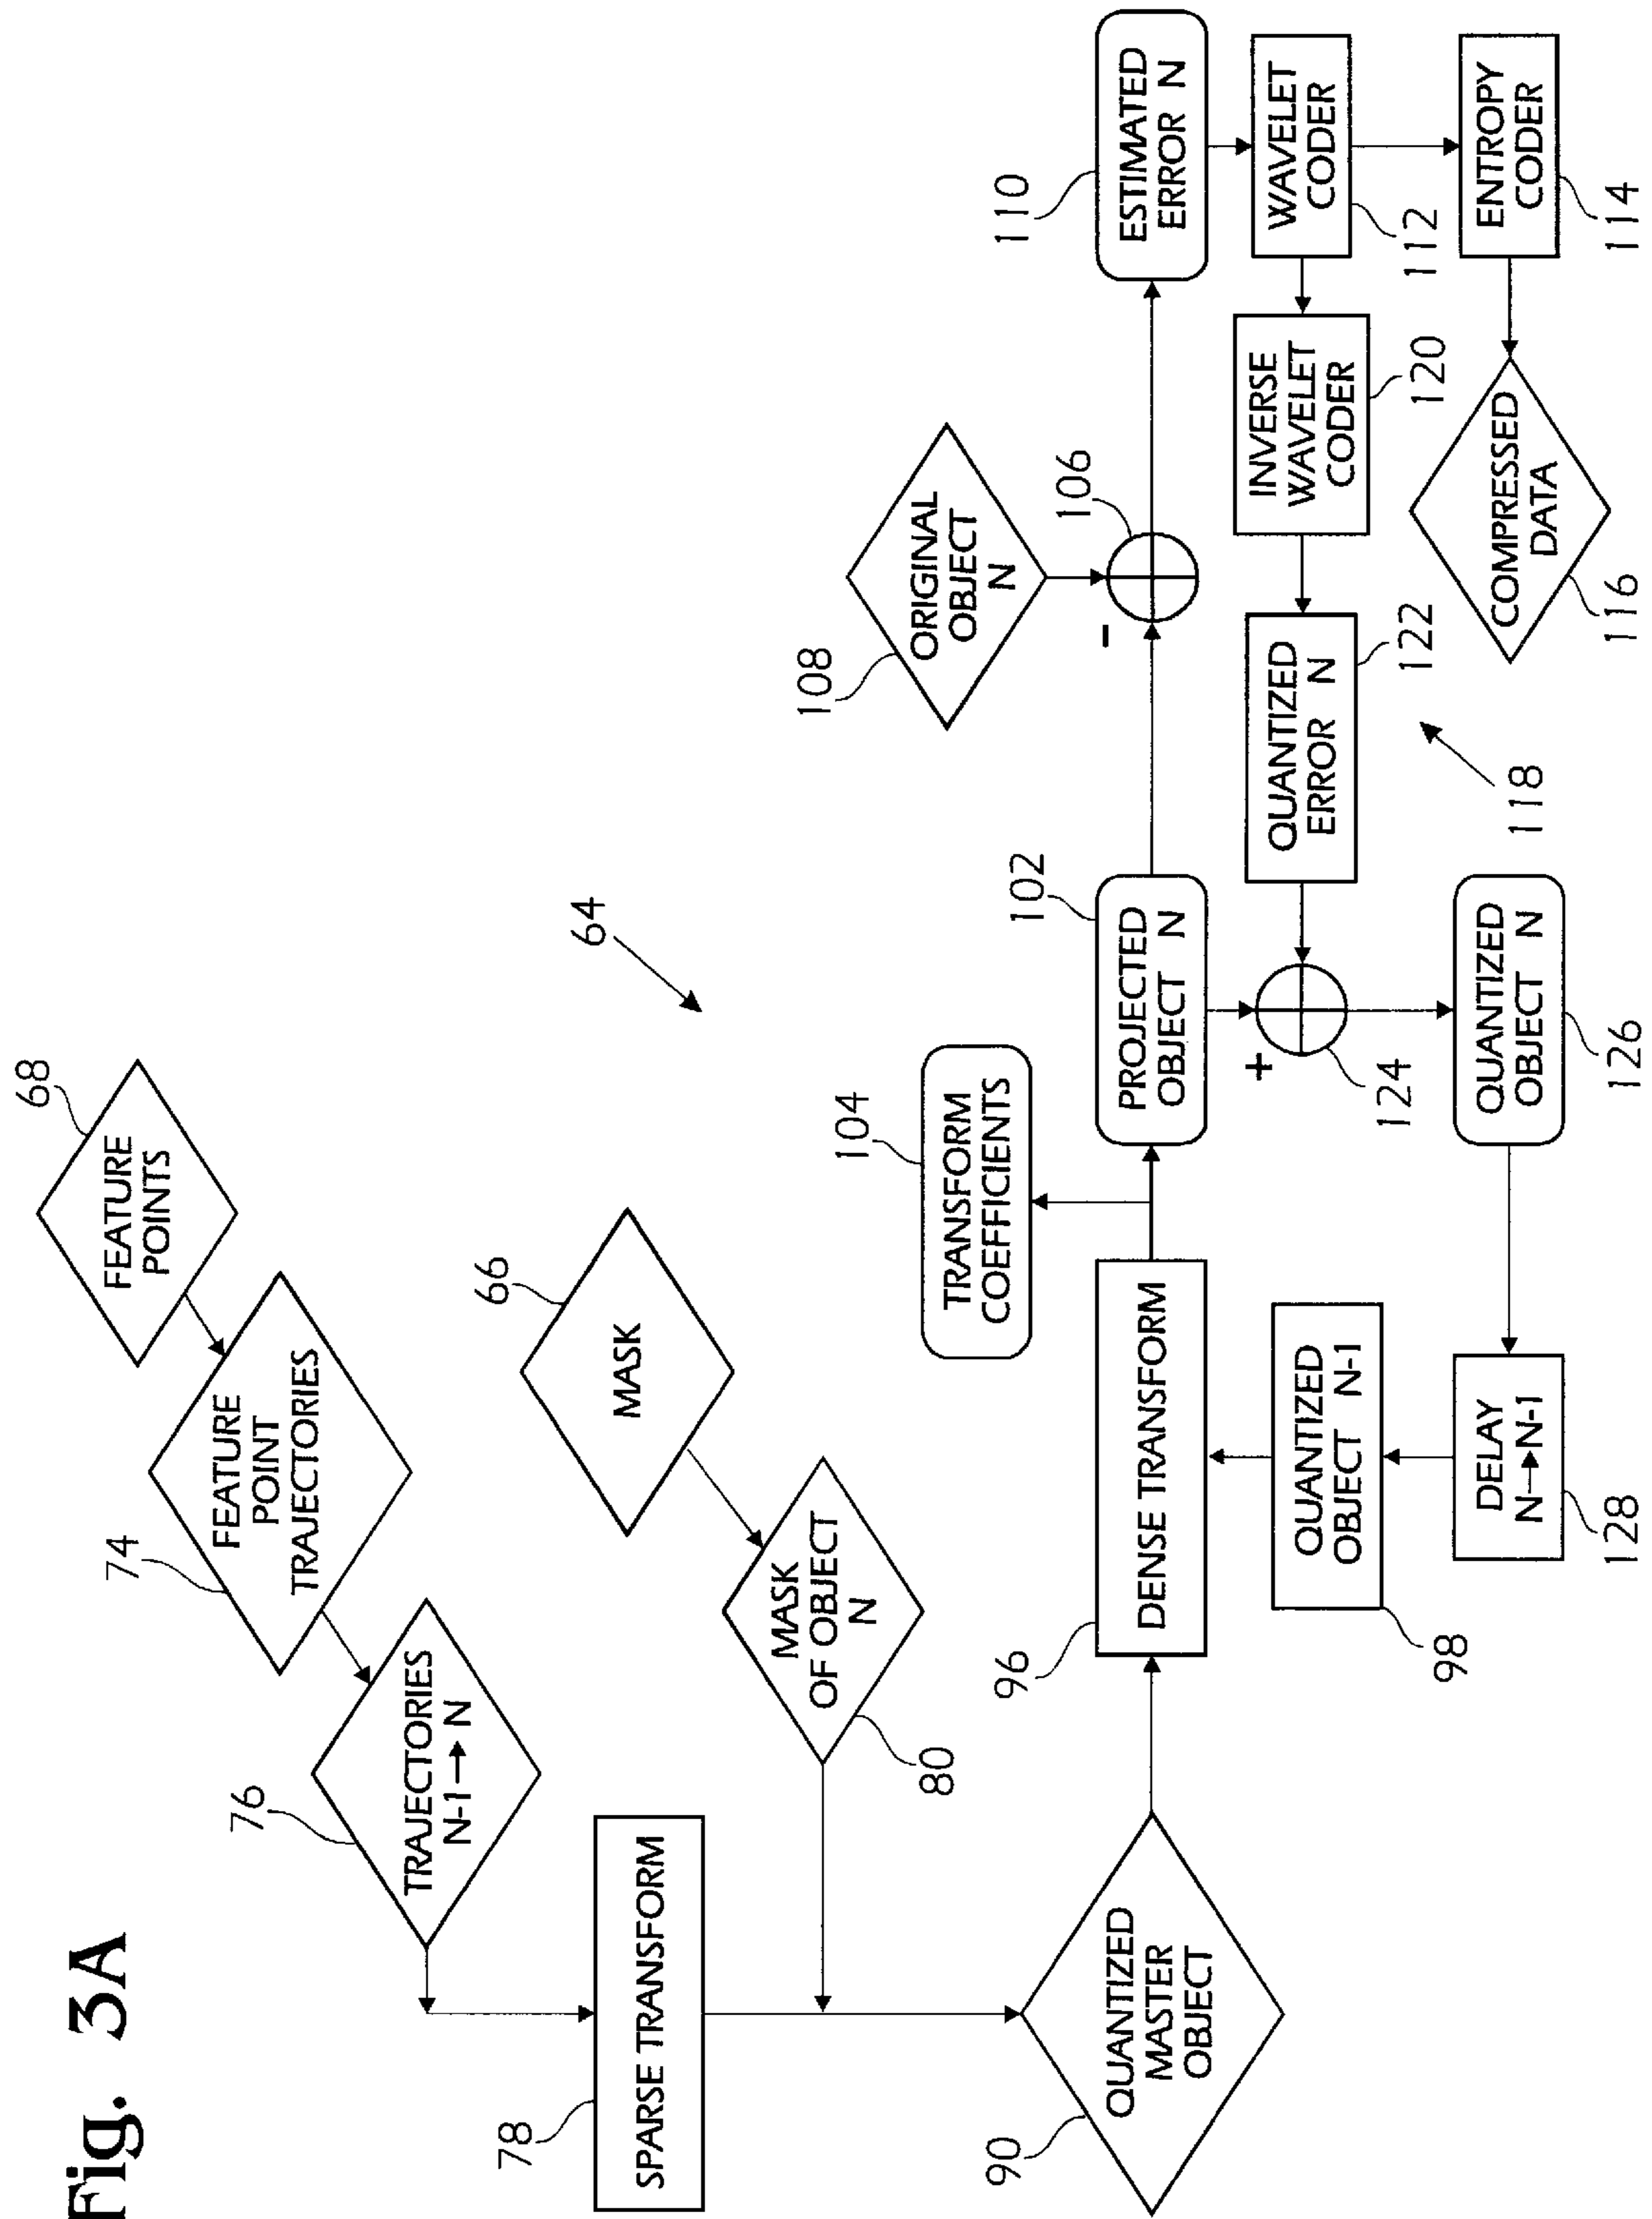 Fig. 3A
68
FEATURE
POINTS
74
FEATURE
POINT
TRAJECTORIES
76
TRAJECTORIES
N-1→N
64
66
MASK
78
SPARSE TRANSFORM
MASK
OF OBJECT
N
80
108
ORIGINAL
OBJECT
N
104
TRANSFORM
COEFFICIENTS
110
90
QUANTIZED
MASTER
OBJECT
96
DENSE TRANSFORM
102
PROJECTED
OBJECT N
-
106
ESTIMATED
ERROR N
98
QUANTIZED
OBJECT N-1
+
124
QUANTIZED
ERROR N
122
INVERSE
WAVELET
CODER
120
WAVELET
CODER
112
118
128
DELAY
N→N-1
QUANTIZED
OBJECT N
126
COMPRESSED
DATA
116
ENTROPY
CODER
114